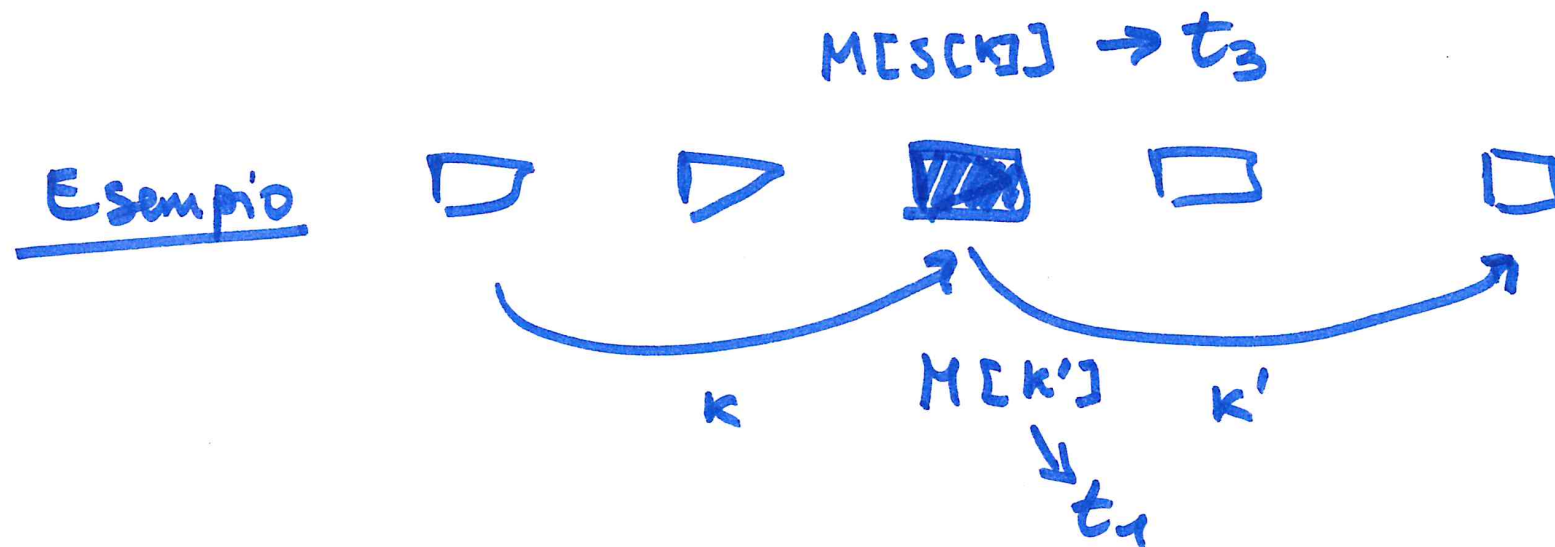 M[S[K]] → t₃
Esempio
K
M[K']
K'
t₁